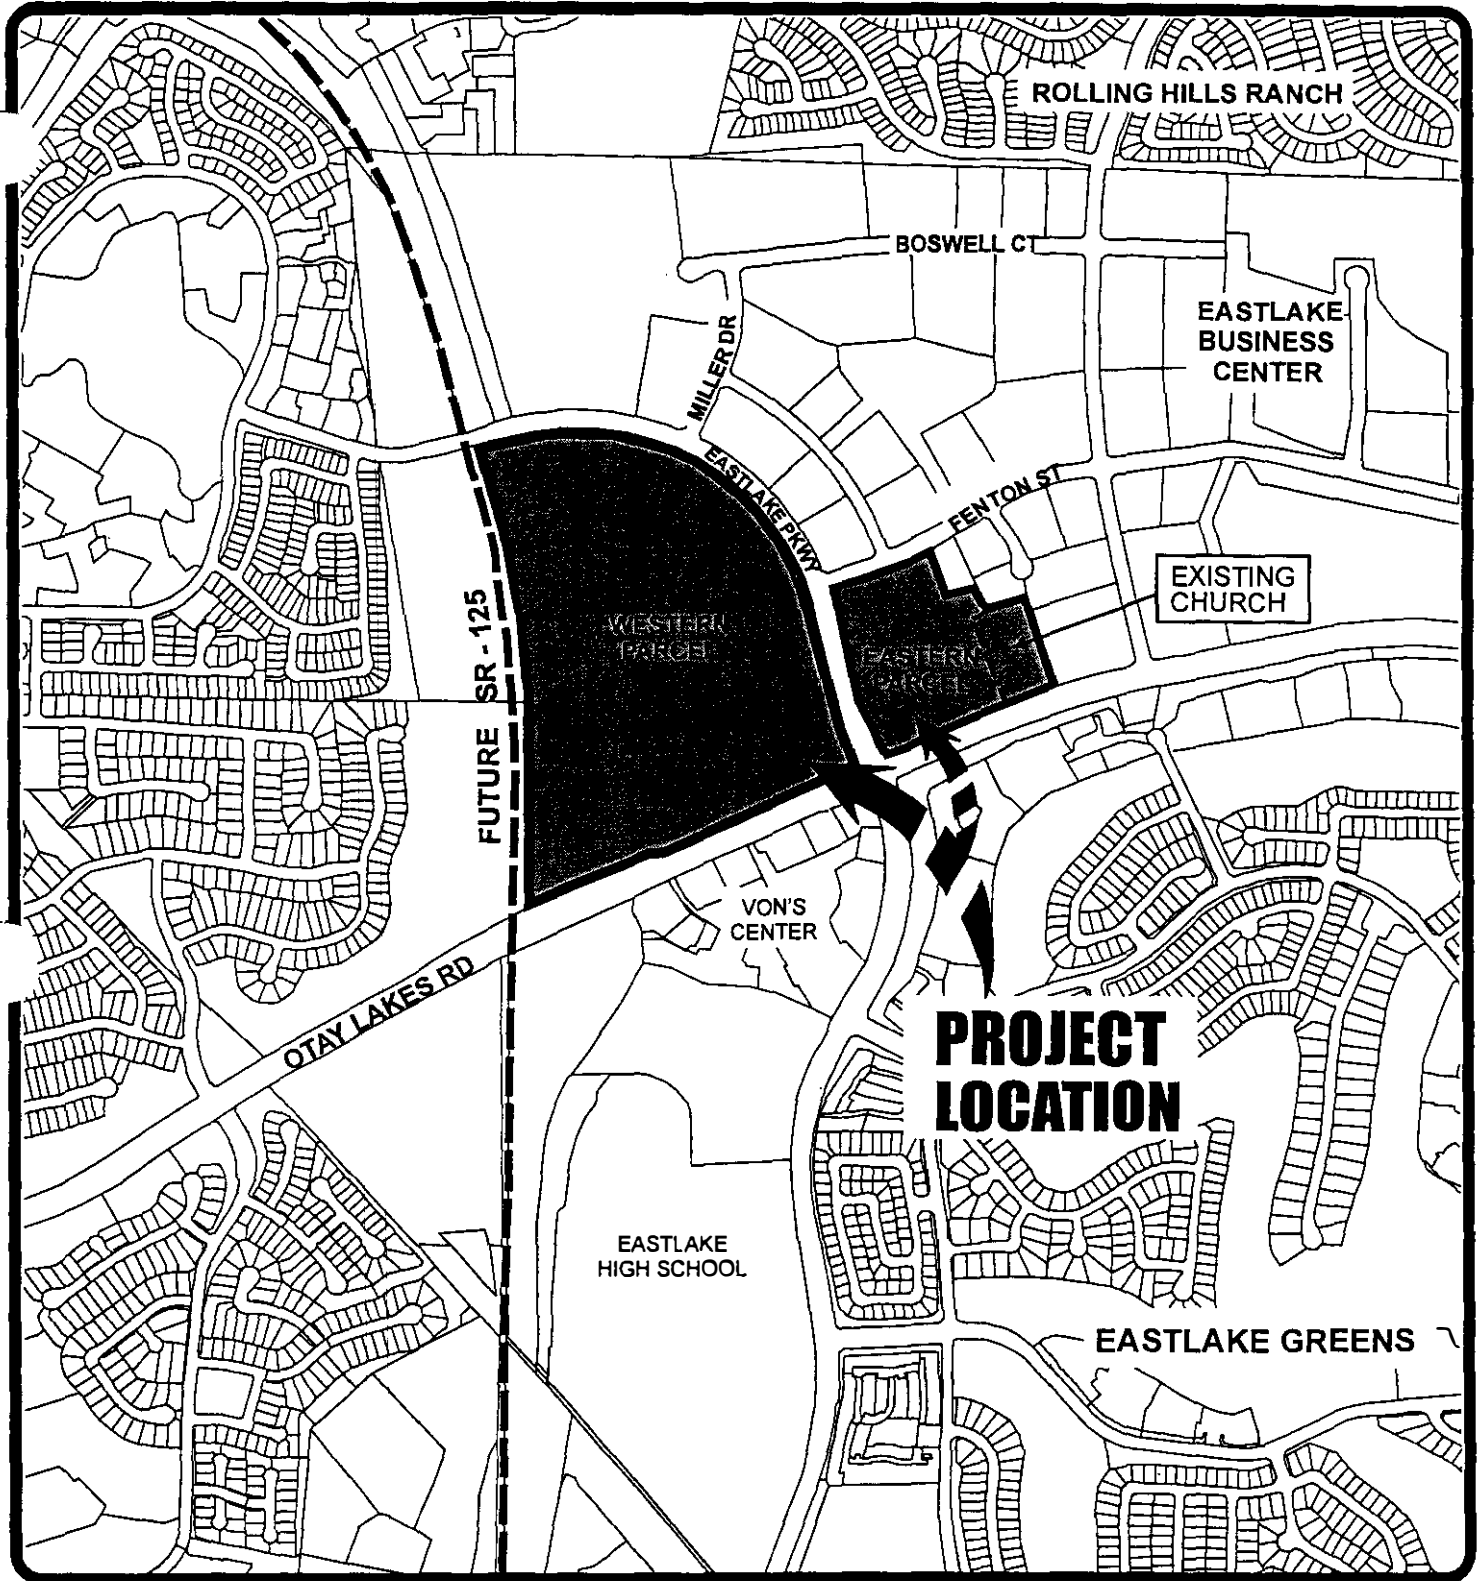 ROLLING HILLS RANCH
BOSWELL CT
EASTLAKE
BUSINESS
CENTER
MILLER DR
EASTLAKE PKWY
FENTON ST
EXISTING
CHURCH
WESTERN
PARCEL
EASTERN
PARCEL
FUTURE SR - 125
VON'S
CENTER
OTAY LAKES RD
PROJECT
LOCATION
EASTLAKE
HIGH SCHOOL
EASTLAKE GREENS